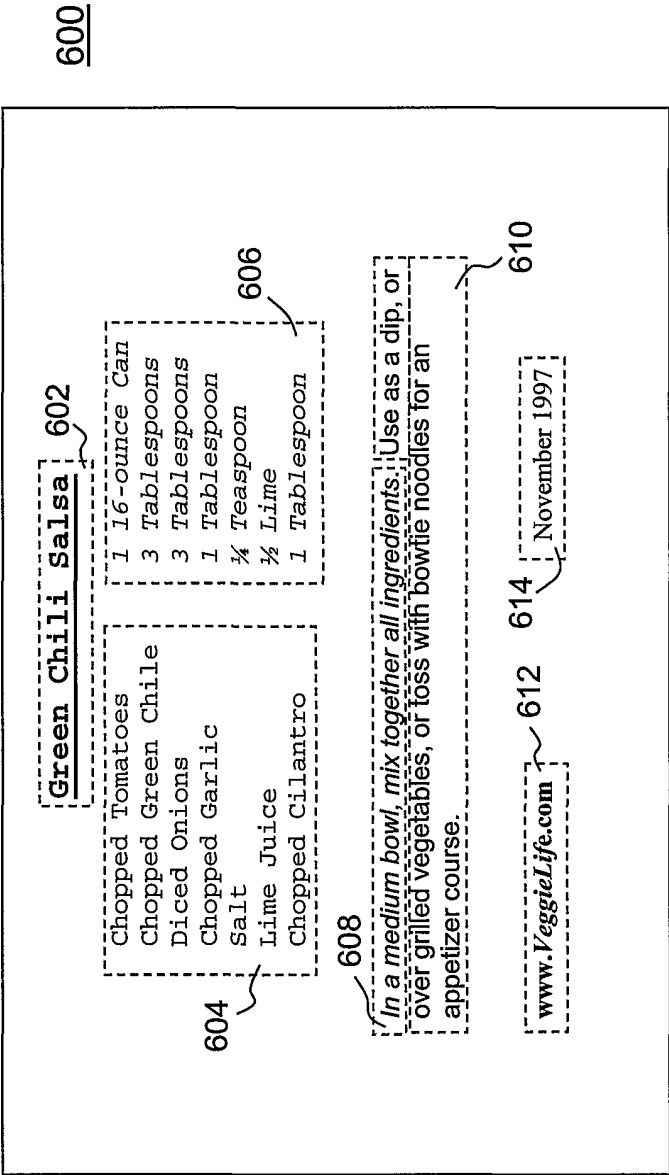 600
Green Chili Salsa
602
Chopped Tomatoes 1 16-ounce Can
Chopped Green Chile 3 Tablespoons
Diced Onions 3 Tablespoons
Chopped Garlic 1 Tablespoon
Salt ¼ Teaspoon
Lime Juice ½ Lime
Chopped Cilantro 1 Tablespoon
604
606
608
In a medium bowl, mix together all ingredients. Use as a dip, or
over grilled vegetables, or toss with bowtie noodles for an
appetizer course.
610
www.VeggieLife.com
612
614
November 1997